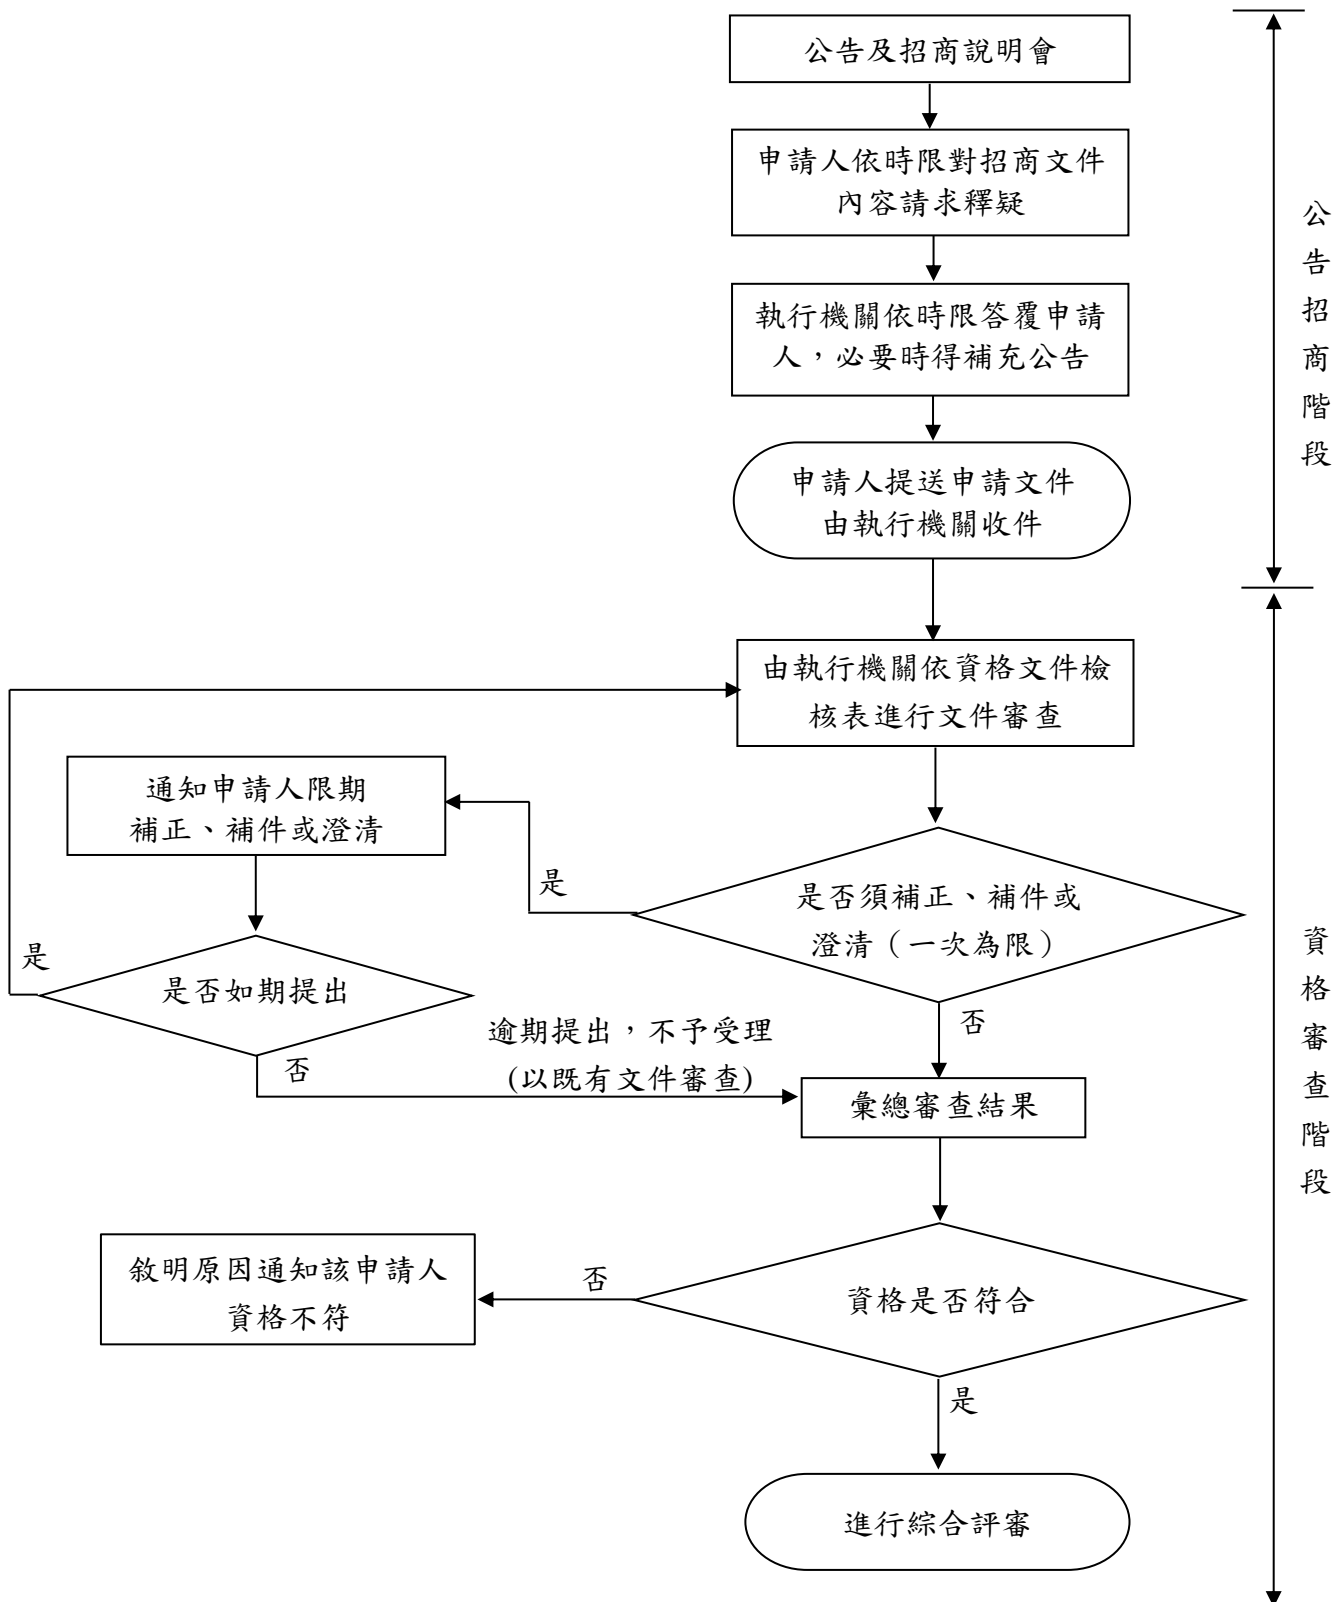 公告及招商說明會
申請人依時限對招商文件
內容請求釋疑
執行機關依時限答覆申請
人，必要時得補充公告
申請人提送申請文件
由執行機關收件
公告招商階段
由執行機關依資格文件檢
核表進行文件審查
通知申請人限期
補正、補件或澄清
是
是否須補正、補件或
澄清（一次為限）
是
是否如期提出
否
逾期提出，不予受理
(以既有文件審查)
否
彙總審查結果
敘明原因通知該申請人
資格不符
否
資格是否符合
是
進行綜合評審
資格審查階段